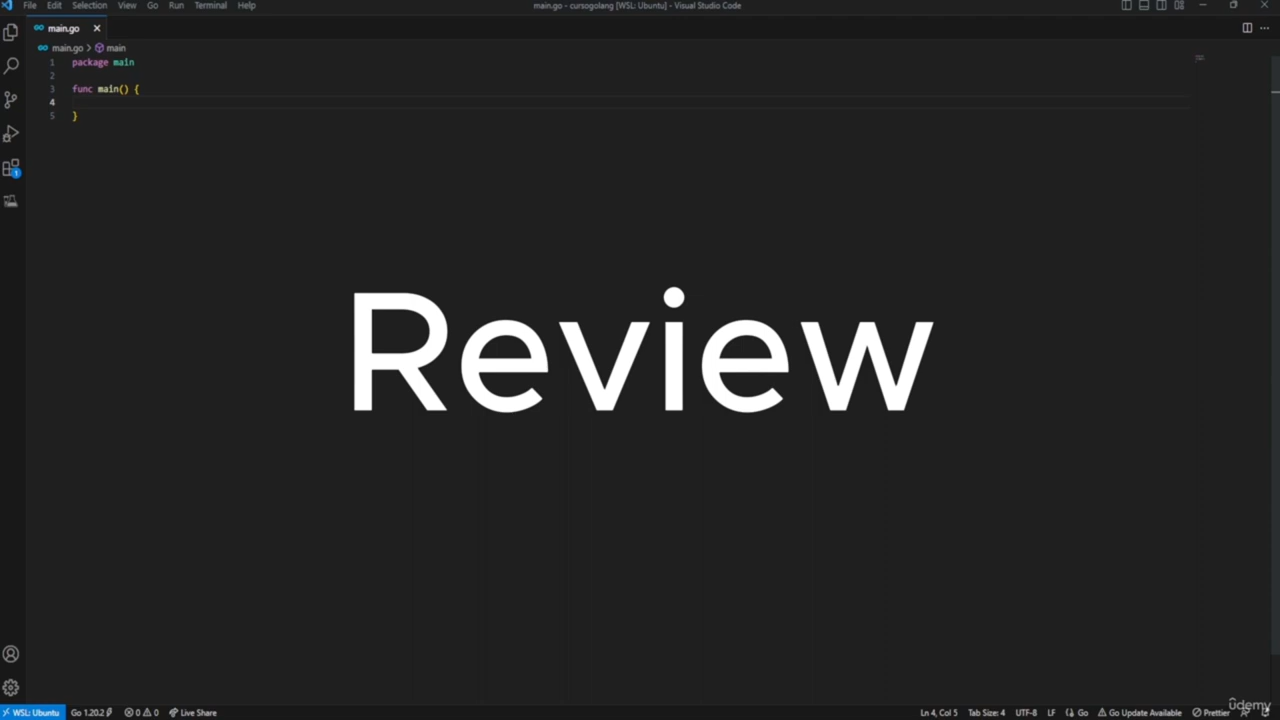 File Edit Selection View Go Run Terminal Help
main.go - cursogolang [WSL: Ubuntu] - Visual Studio Code
main.go
main.go > main
1 package main
2
3 func main() {
4
5 }
Review
1
WSL: Ubuntu Go 1.20.2 0 0 Live Share
Ln 4, Col 5 Tab Size: 4 UTF-8 LF Go Go Update Available Prettier
udemy